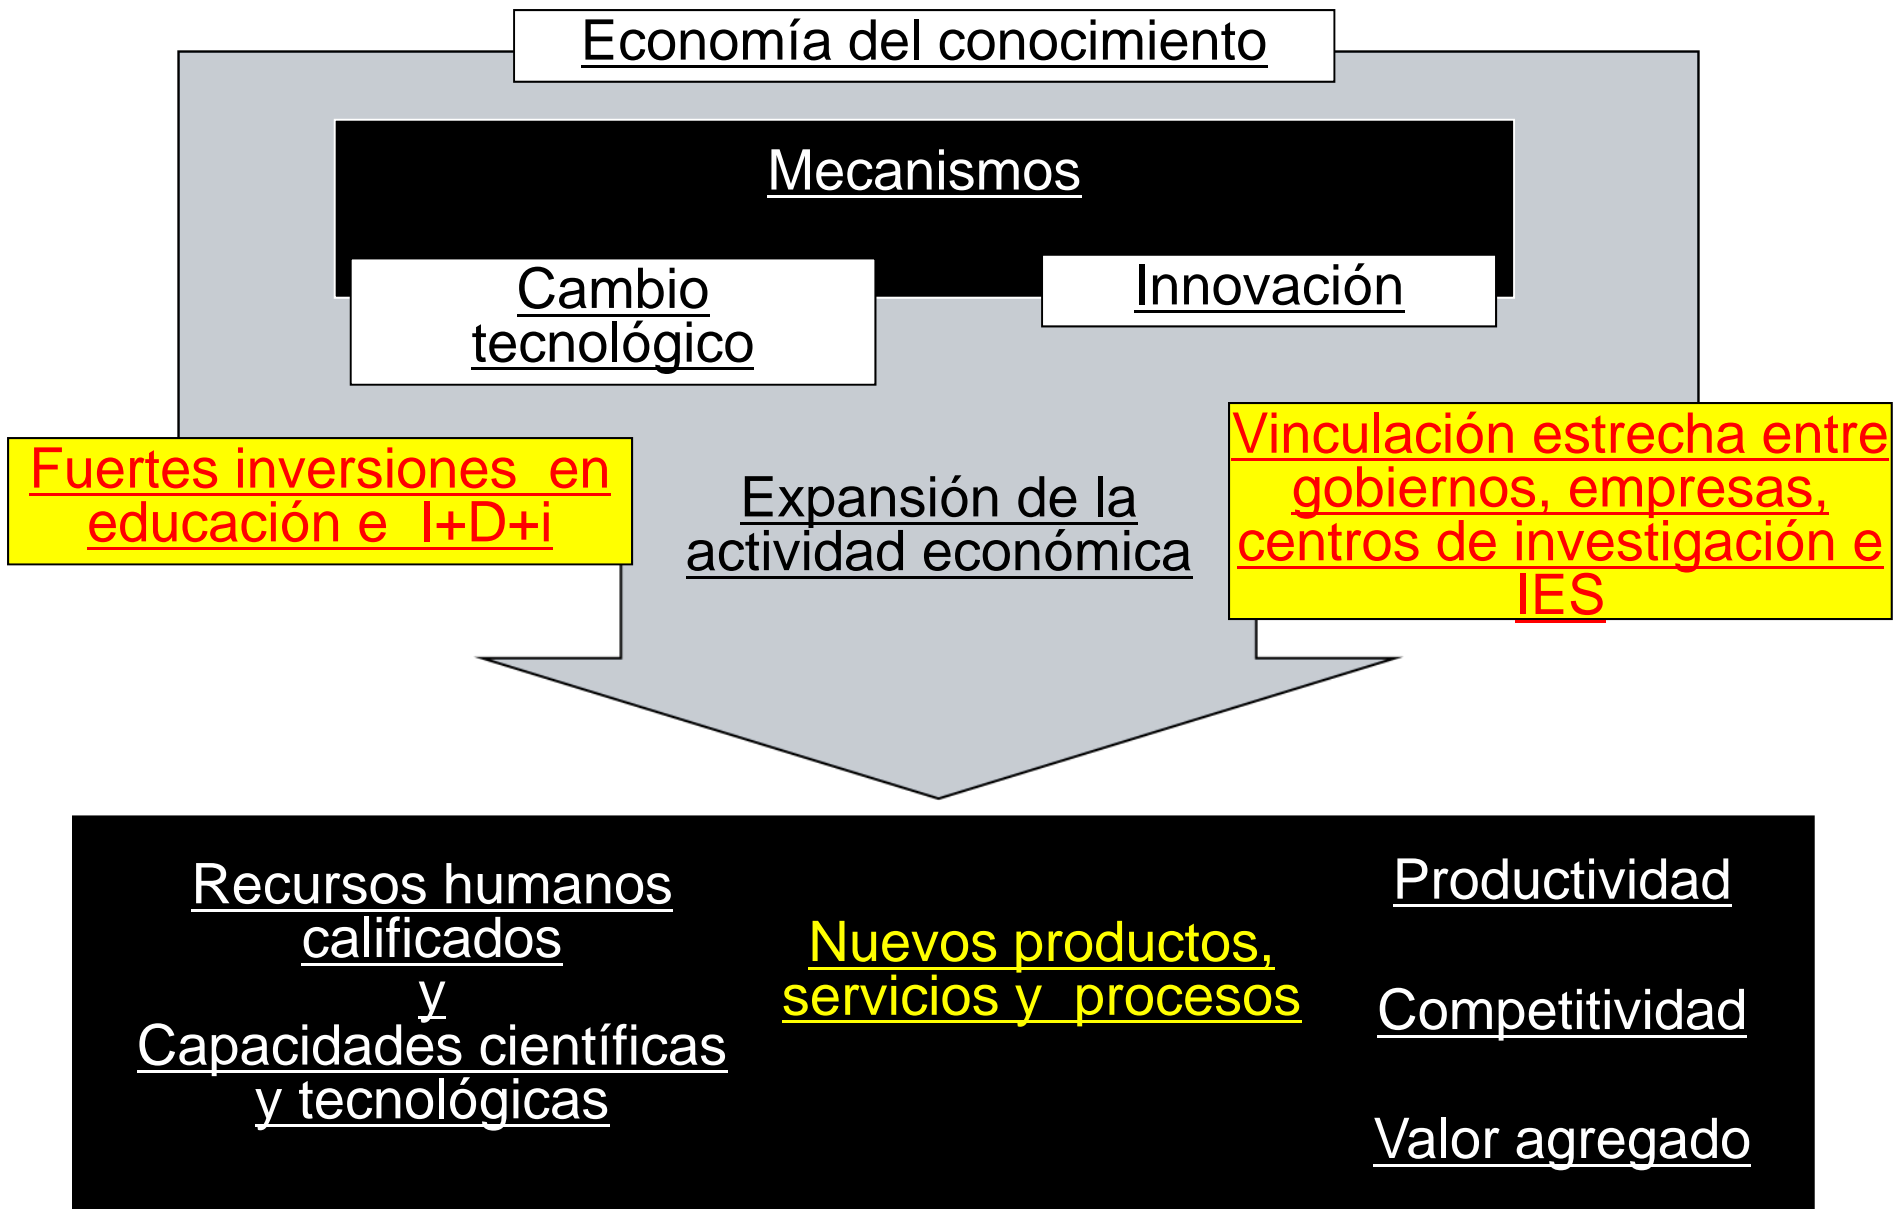 Economía del conocimiento
Mecanismos
Cambio
tecnológico
Innovación
Fuertes inversiones en
educación e I+D+i
Expansión de la
actividad económica
Vinculación estrecha entre
gobiernos, empresas,
centros de investigación e
IES
Recursos humanos
calificados
y
Capacidades científicas
y tecnológicas
Nuevos productos,
servicios y procesos
Productividad
Competitividad
Valor agregado